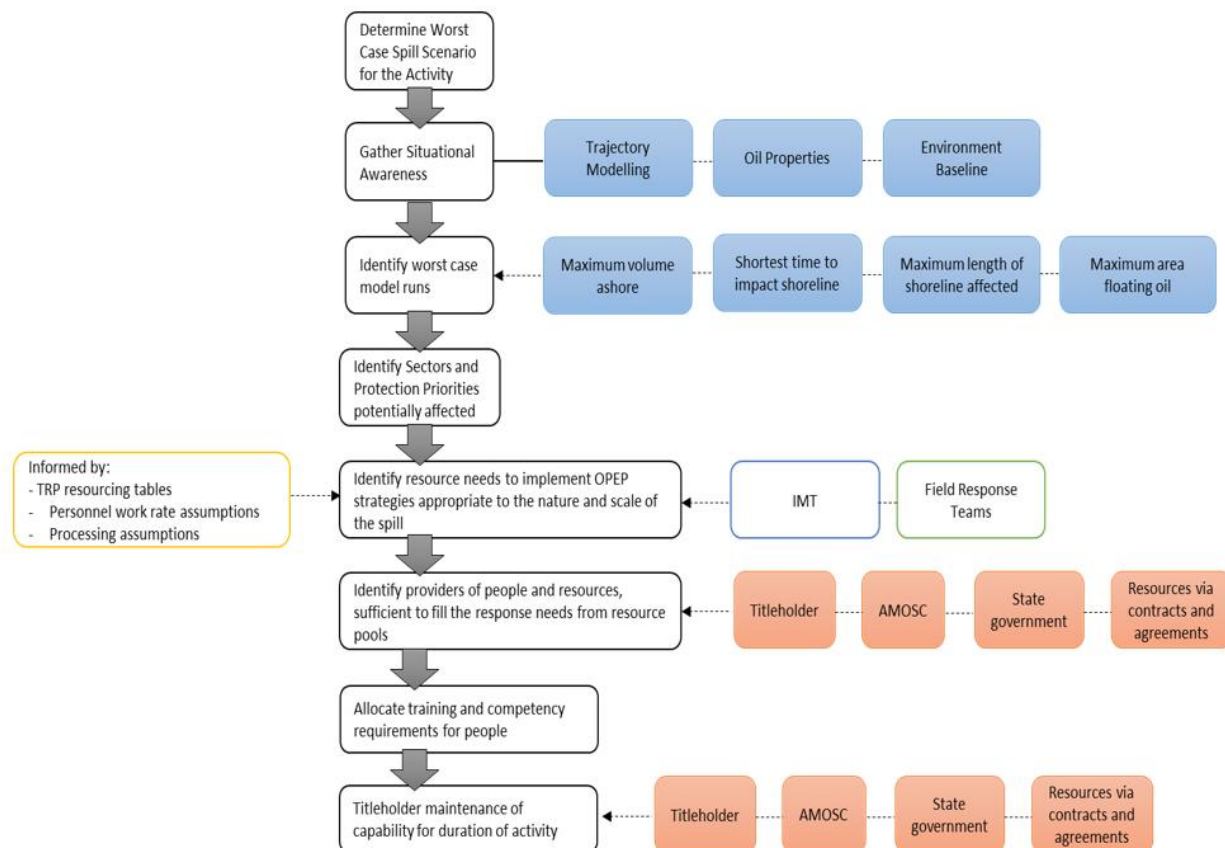 Determine Worst
Case Spill Scenario
for the Activity
Gather Situational
Awareness
Trajectory
Modelling
Oil Properties
Environment
Baseline
Identify worst case
model runs
Maximum volume
ashore
Shortest time to
impact shoreline
Maximum length of
shoreline affected
Maximum area
floating oil
Identify Sectors and
Protection Priorities
potentially affected
Informed by:
- TRP resourcing tables
- Personnel work rate assumptions
- Processing assumptions
Identify resource needs to implement OPEP
strategies appropriate to the nature and scale of
the spill
IMT
Field Response
Teams
Identify providers of people and resources,
sufficient to fill the response needs from resource
pools
Titleholder
AMOSC
State
government
Resources via
contracts and
agreements
Allocate training and competency
requirements for people
Titleholder maintenance of
capability for duration of activity
Titleholder
AMOSC
State
government
Resources via
contracts and
agreements